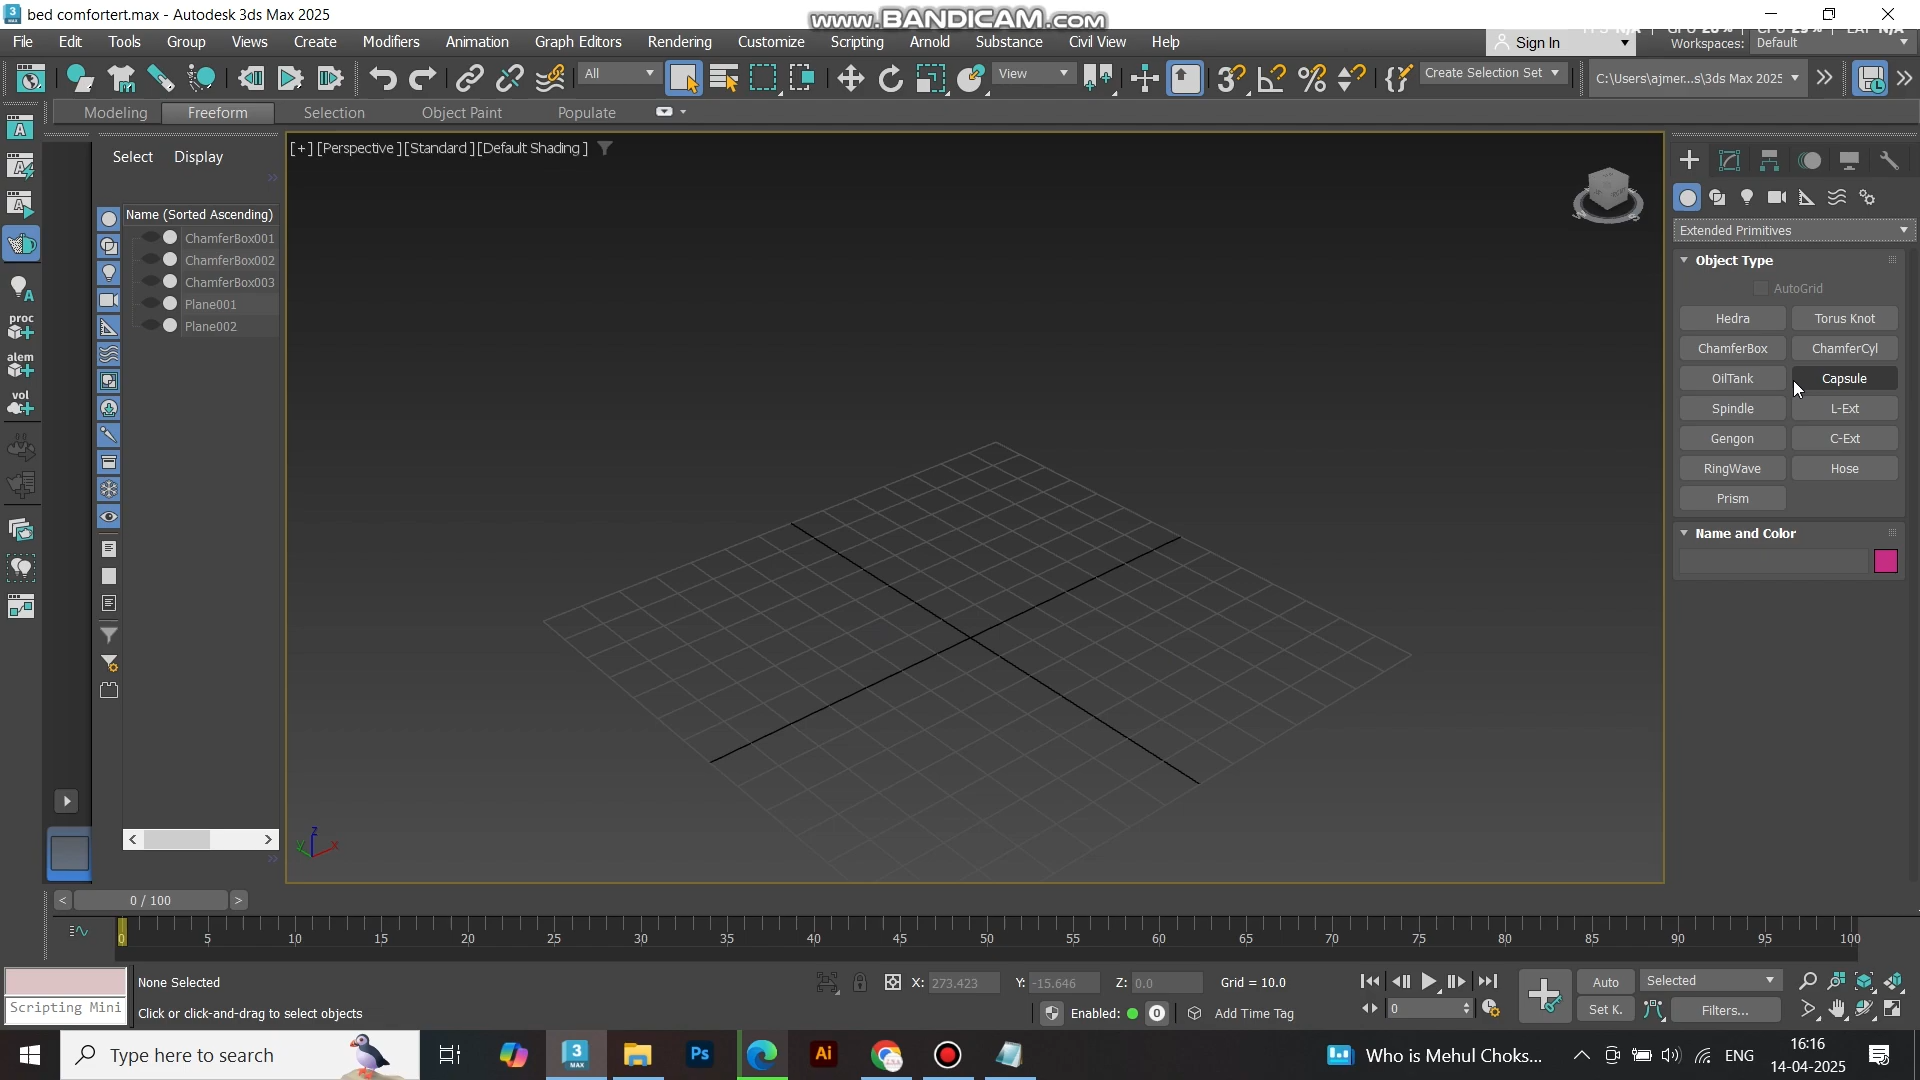 bed comfortert.max - Autodesk 3ds Max 2025
www.BANDICAM.com
File Edit Tools Group Views Create Modifiers Animation Graph Editors Rendering Customize Scripting Arnold Substance Civil View Help
Sign In
Workspaces: Default
All
View
Create Selection Set
C:\Users\ajmer...s\3ds Max 2025
Modeling Freeform Selection Object Paint Populate
Select Display
[+] [Perspective ] [Standard ] [Default Shading ]
Name (Sorted Ascending)
ChamferBox001
ChamferBox002
ChamferBox003
Plane001
Plane002
proc
alem
vol
Extended Primitives
Object Type
AutoGrid
Hedra Torus Knot
ChamferBox ChamferCyl
OilTank Capsule
Spindle L-Ext
Gengon C-Ext
RingWave Hose
Prism
Name and Color
z
y
x
0 / 100
0 5 10 15 20 25 30 35 40 45 50 55 60 65 70 75 80 85 90 95 100
None Selected
X: 273.423 Y: -15.646 Z: 0.0 Grid = 10.0
Auto Selected
Scripting Mini
Click or click-and-drag to select objects
Enabled: 0 Add Time Tag
0
Set K. Filters...
Type here to search
Who is Mehul Choks...
ENG
16:16
14-04-2025